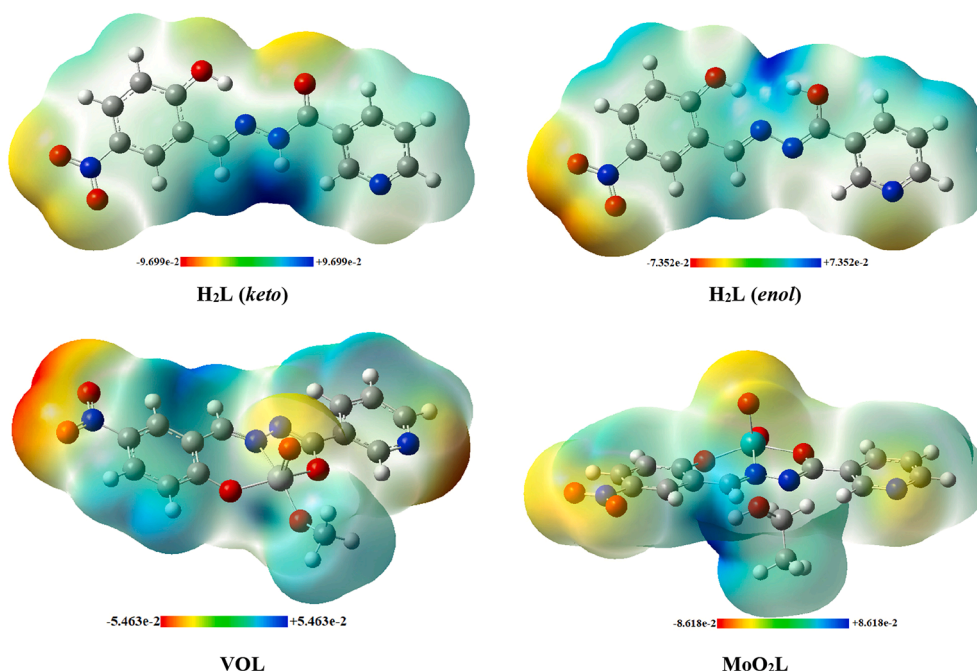 -9.699e-2 +9.699e-2
H₂L (keto)
-7.352e-2 +7.352e-2
H₂L (enol)
-5.463e-2 +5.463e-2
VOL
-8.618e-2 +8.618e-2
MoO₂L